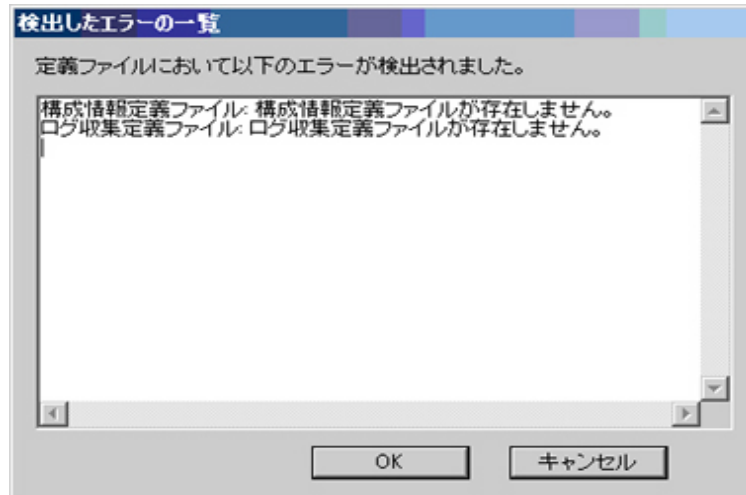 検出したエラーの一覧
定義ファイルにおいて以下のエラーが検出されました。
構成情報定義ファイル: 構成情報定義ファイルが存在しません。
ログ収集定義ファイル: ログ収集定義ファイルが存在しません。
OK キャンセル